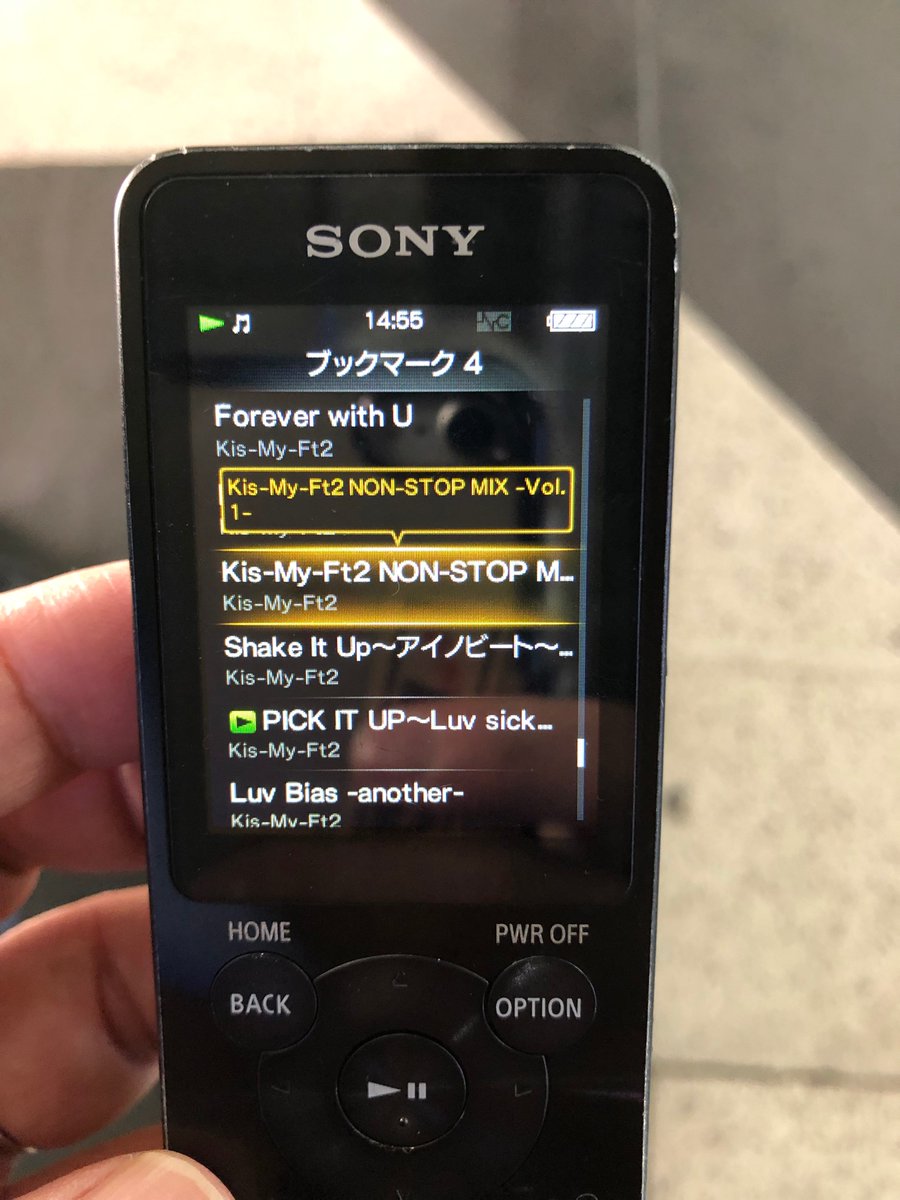 SONY
14:55
NC
ブックマーク 4
Forever with U
Kis-My-Ft2
Kis-My-Ft2 NON-STOP MIX -Vol.
1-
Kis-My-Ft2 NON-STOP M...
Kis-My-Ft2
Shake It Up〜アイノビート〜...
Kis-My-Ft2
PICK IT UP〜Luv sick...
Kis-My-Ft2
Luv Bias -another-
Kis-My-Ft2
HOME
PWR OFF
BACK
OPTION